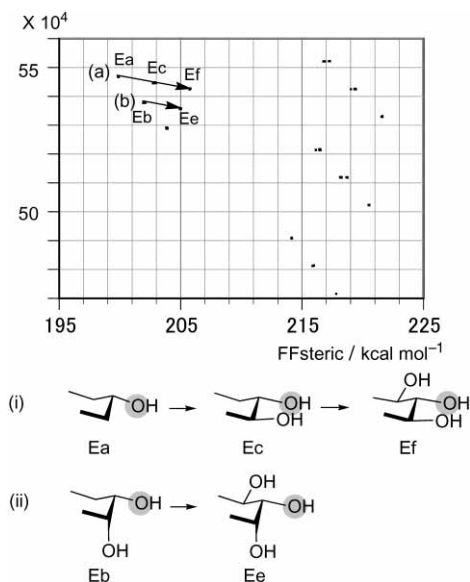 X 10⁴
55
(a) Ea Ec Ef
(b) Eb Ee
50
195 205 215 225
FFsteric / kcal mol⁻¹
(i) OH OH OH OH OH OH
Ea Ec Ef
(ii) OH OH OH OH OH
Eb Ee